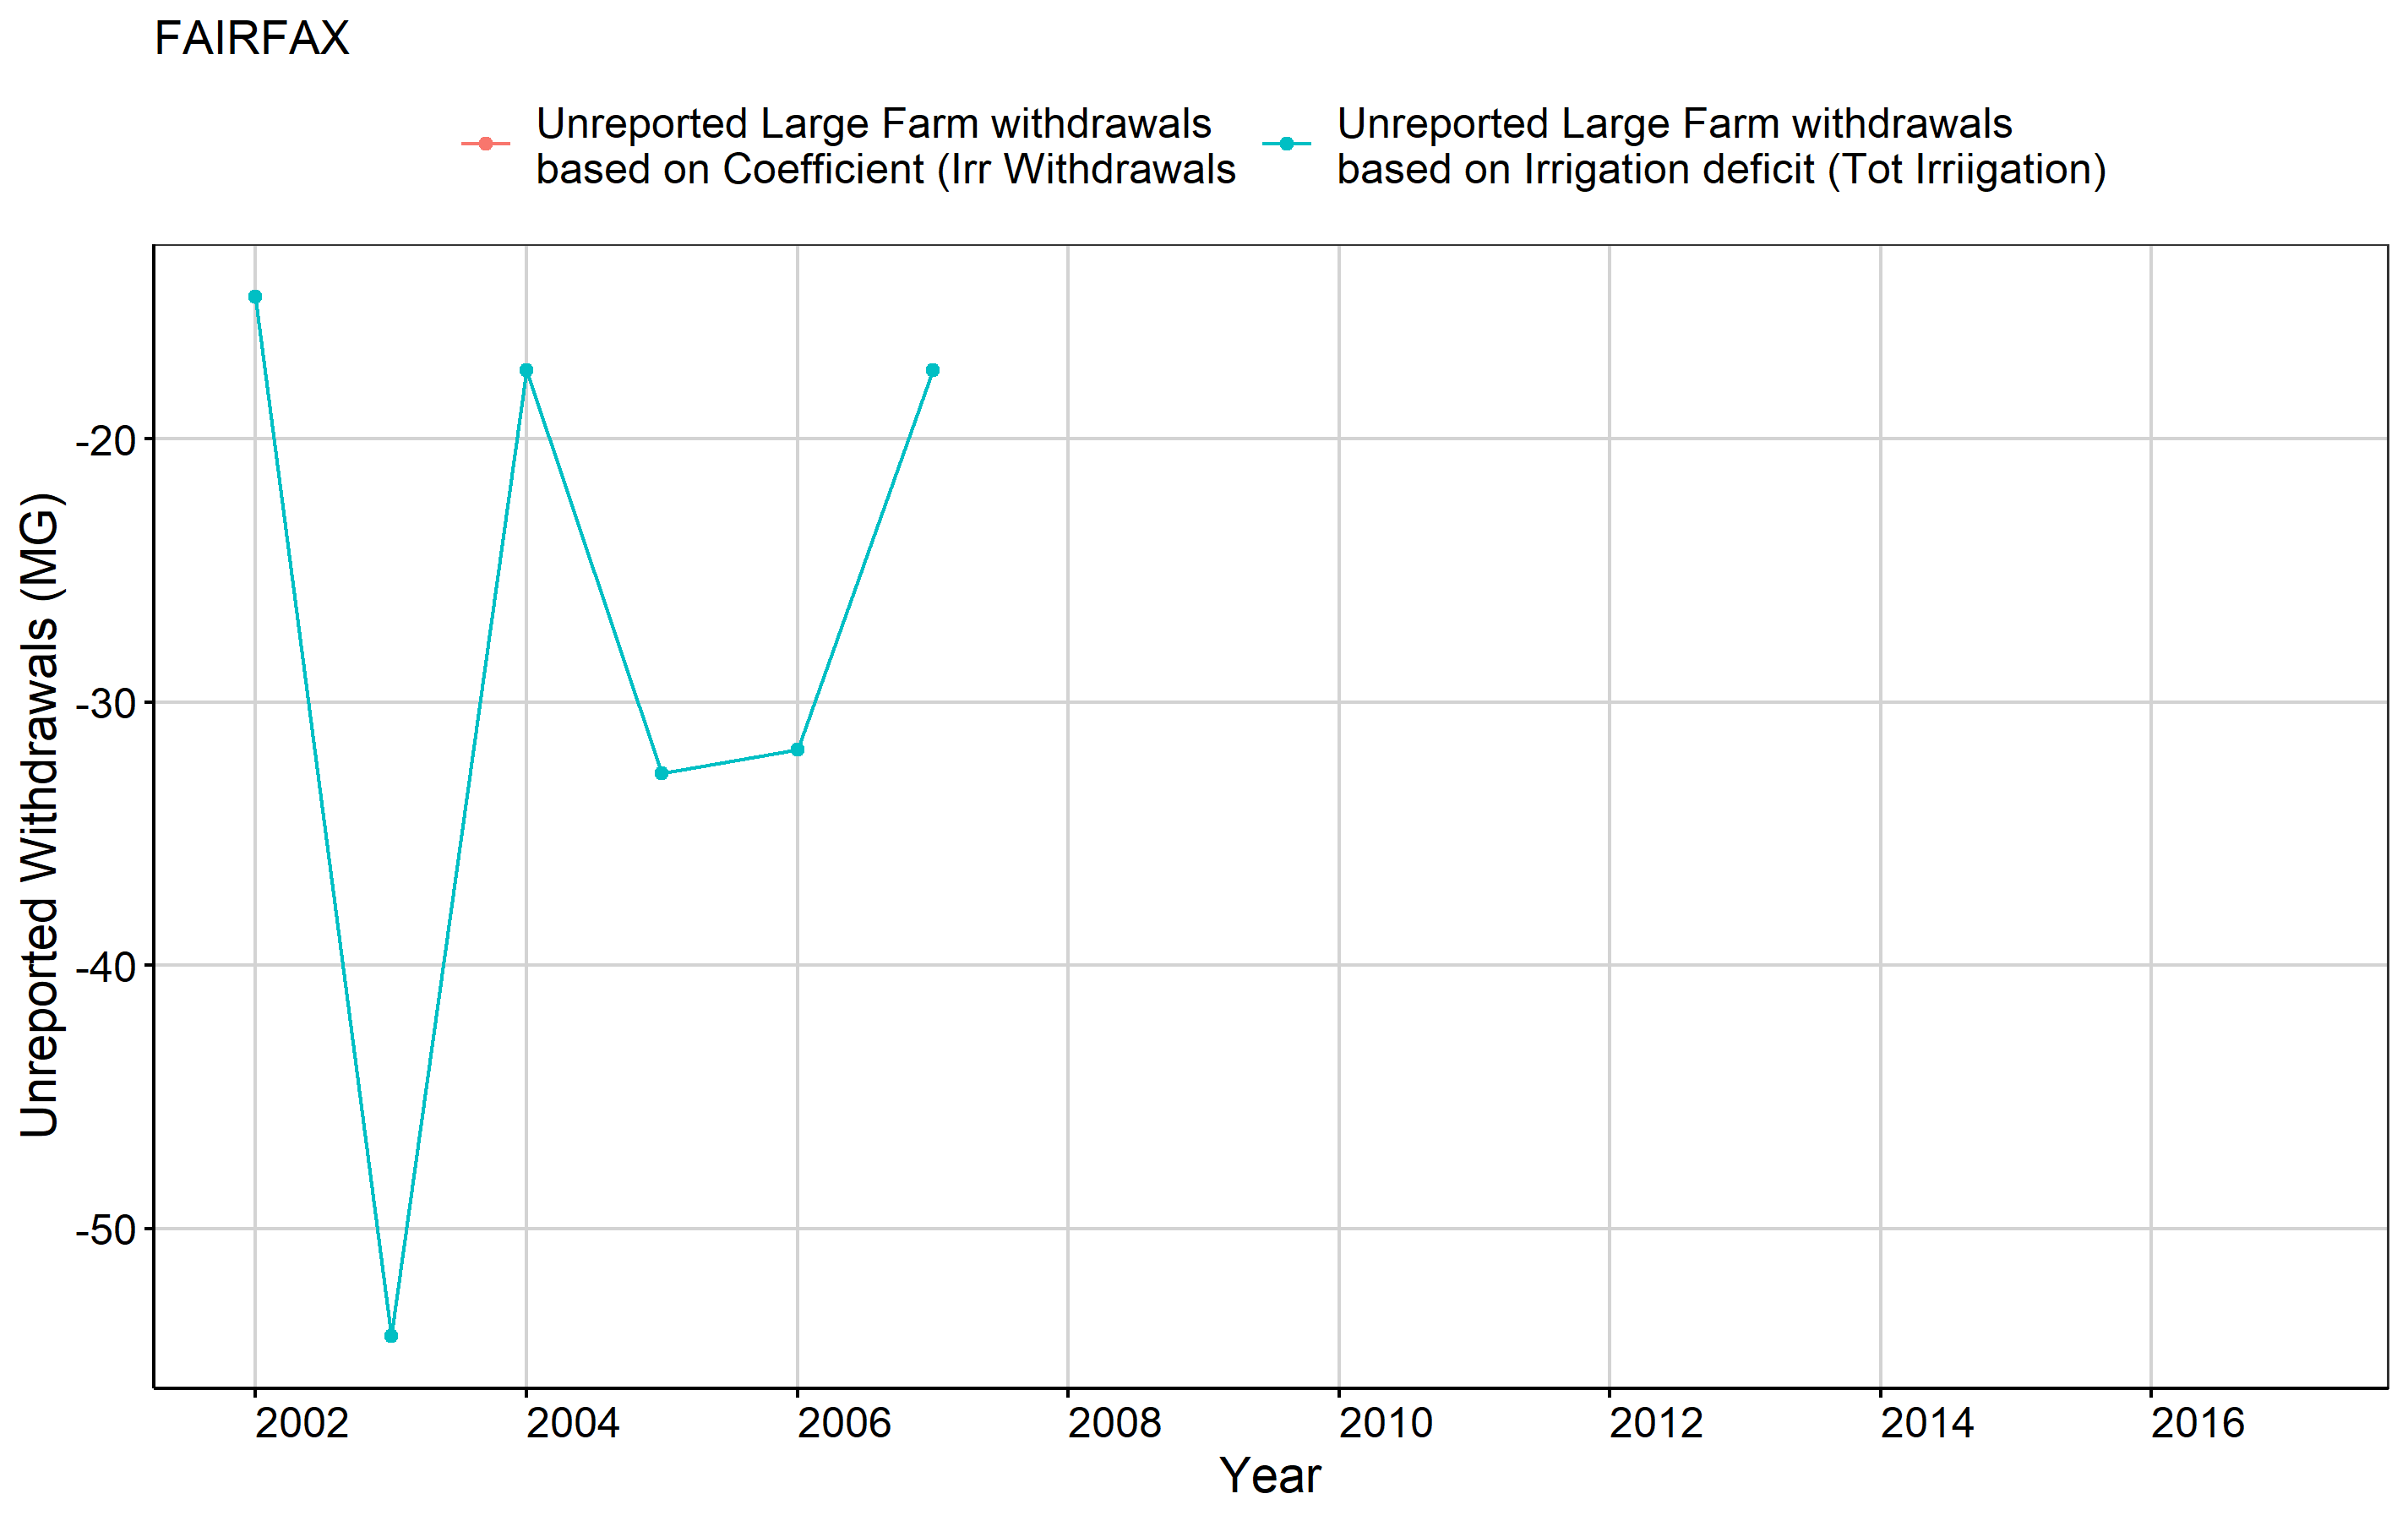 FAIRFAX
Unreported Large Farm withdrawals
based on Coefficient (Irr Withdrawals
Unreported Large Farm withdrawals
based on Irrigation deficit (Tot Irriigation)
Unreported Withdrawals (MG)
-20
-30
-40
-50
2002 2004 2006 2008 2010 2012 2014 2016
Year